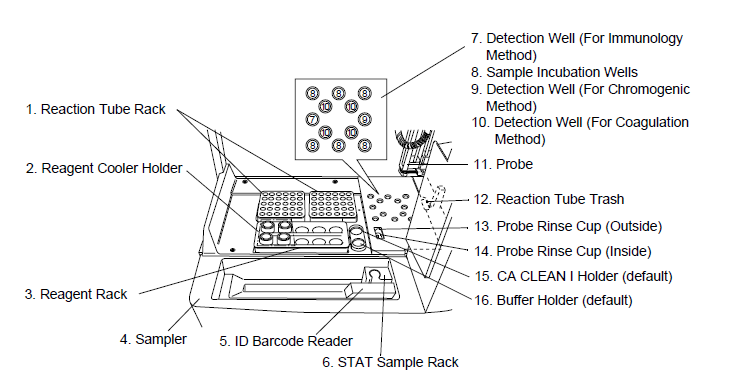 7. Detection Well (For Immunology
Method)
8. Sample Incubation Wells
9. Detection Well (For Chromogenic
Method)
10. Detection Well (For Coagulation
Method)
8 8 8
10 10
7 9
10 10
8 8 8
1. Reaction Tube Rack
2. Reagent Cooler Holder
11. Probe
12. Reaction Tube Trash
13. Probe Rinse Cup (Outside)
14. Probe Rinse Cup (Inside)
15. CA CLEAN I Holder (default)
16. Buffer Holder (default)
3. Reagent Rack
4. Sampler
5. ID Barcode Reader
6. STAT Sample Rack